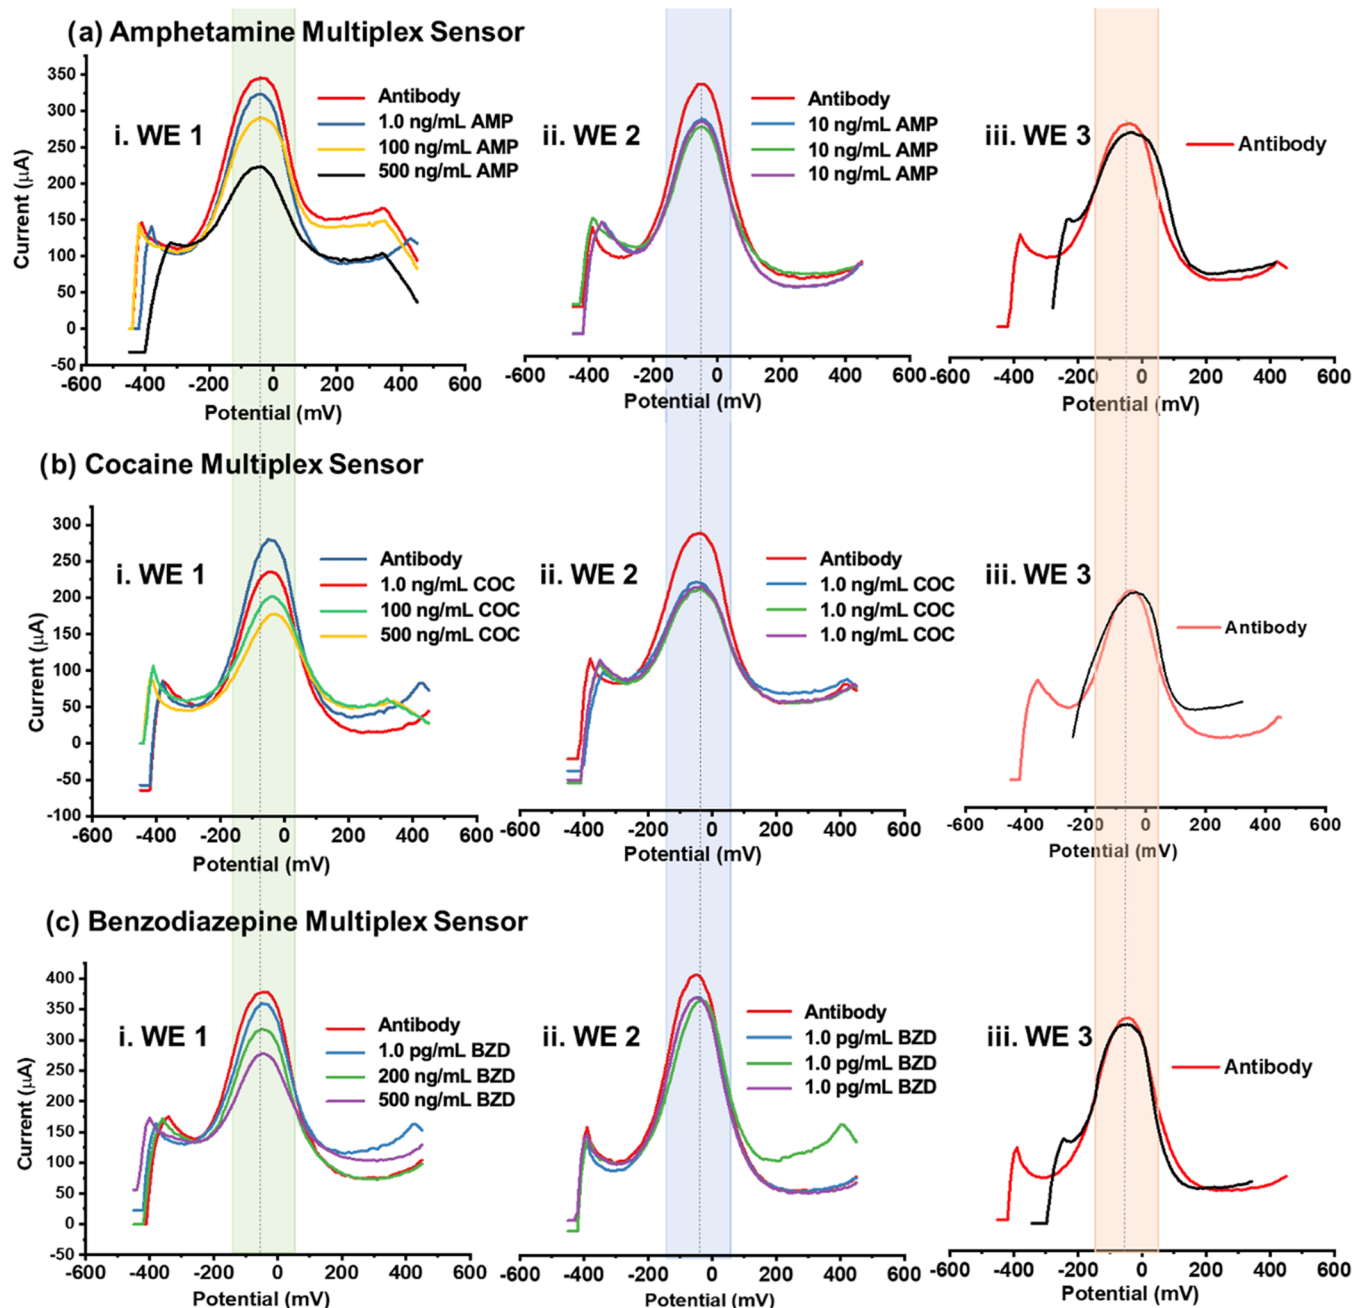 (a) Amphetamine Multiplex Sensor
350
300
250
200
150
100
50
0
-50
Current (μA)
i. WE 1
Antibody
1.0 ng/mL AMP
100 ng/mL AMP
500 ng/mL AMP
-600 -400 -200 0 200 400 600
Potential (mV)
ii. WE 2
Antibody
10 ng/mL AMP
10 ng/mL AMP
10 ng/mL AMP
-600 -400 -200 0 200 400 600
Potential (mV)
iii. WE 3
Antibody
-600 -400 -200 0 200 400 600
Potential (mV)
(b) Cocaine Multiplex Sensor
300
250
200
150
100
50
0
-50
-100
Current (μA)
i. WE 1
Antibody
1.0 ng/mL COC
100 ng/mL COC
500 ng/mL COC
-600 -400 -200 0 200 400 600
Potential (mV)
ii. WE 2
Antibody
1.0 ng/mL COC
1.0 ng/mL COC
1.0 ng/mL COC
-600 -400 -200 0 200 400 600
Potential (mV)
iii. WE 3
Antibody
-600 -400 -200 0 200 400 600
Potential (mV)
(c) Benzodiazepine Multiplex Sensor
400
350
300
250
200
150
100
50
0
-50
Current (μA)
i. WE 1
Antibody
1.0 pg/mL BZD
200 ng/mL BZD
500 ng/mL BZD
-600 -400 -200 0 200 400 600
Potential (mV)
ii. WE 2
Antibody
1.0 pg/mL BZD
1.0 pg/mL BZD
1.0 pg/mL BZD
-600 -400 -200 0 200 400 600
Potential (mV)
iii. WE 3
Antibody
-600 -400 -200 0 200 400 600
Potential (mV)